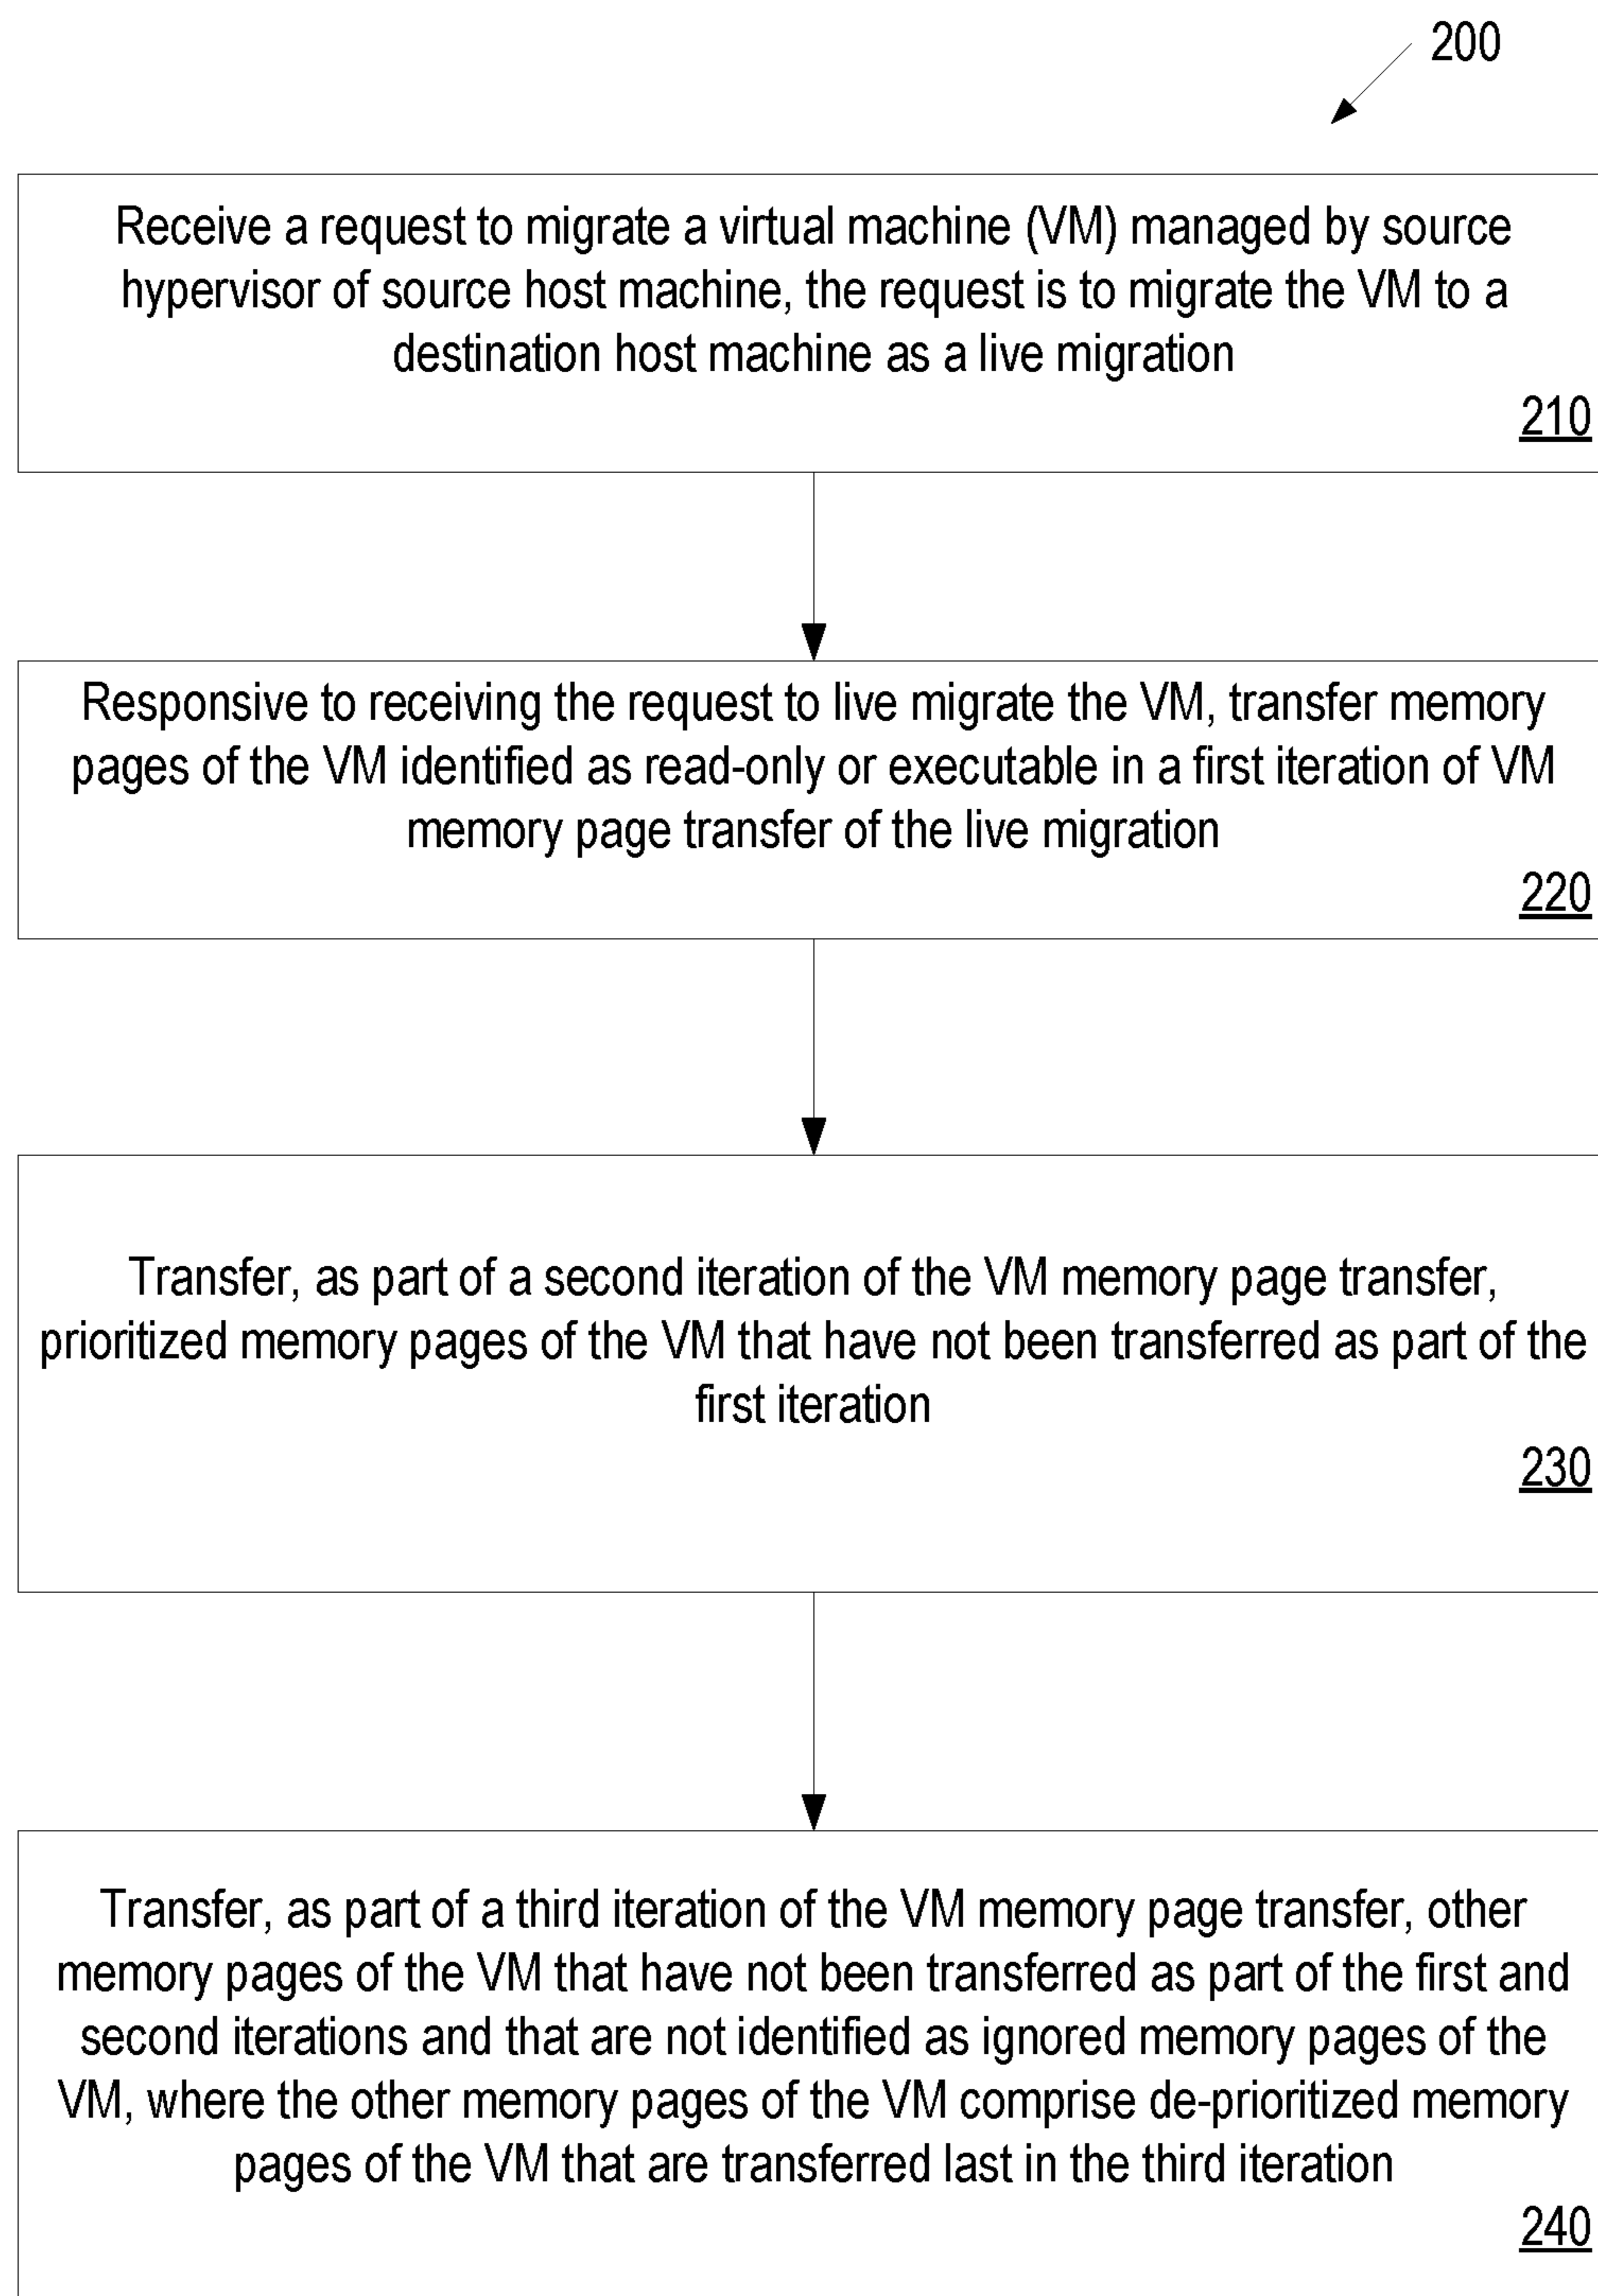 200
Receive a request to migrate a virtual machine (VM) managed by source
hypervisor of source host machine, the request is to migrate the VM to a
destination host machine as a live migration
210
Responsive to receiving the request to live migrate the VM, transfer memory
pages of the VM identified as read-only or executable in a first iteration of VM
memory page transfer of the live migration
220
Transfer, as part of a second iteration of the VM memory page transfer,
prioritized memory pages of the VM that have not been transferred as part of the
first iteration
230
Transfer, as part of a third iteration of the VM memory page transfer, other
memory pages of the VM that have not been transferred as part of the first and
second iterations and that are not identified as ignored memory pages of the
VM, where the other memory pages of the VM comprise de-prioritized memory
pages of the VM that are transferred last in the third iteration
240